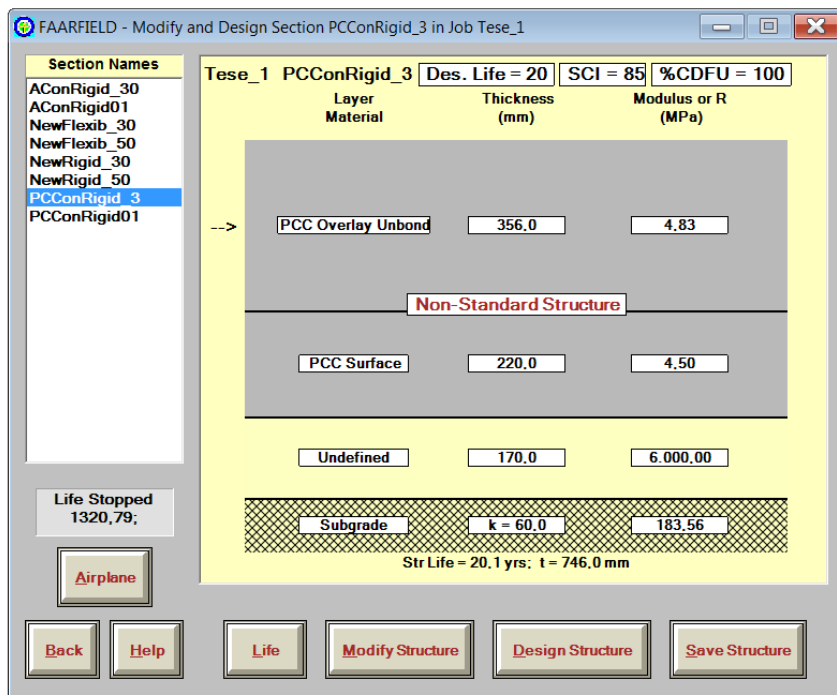 FAARFIELD - Modify and Design Section PCConRigid_3 in Job Tese_1
Section Names
AConRigid_30
AConRigid01
NewFlexib_30
NewFlexib_50
NewRigid_30
NewRigid_50
PCConRigid_3
PCConRigid01
Life Stopped
1320,79;
Airplane
Back Help
Tese_1 PCConRigid_3 Des. Life = 20 SCI = 85 %CDFU = 100
Layer Material Thickness (mm) Modulus or R (MPa)
--> PCC Overlay Unbond 356,0 4,83
Non-Standard Structure
PCC Surface 220,0 4,50
Undefined 170,0 6.000,00
Subgrade k = 60,0 183,56
Str Life = 20,1 yrs; t = 746,0 mm
Life Modify Structure Design Structure Save Structure